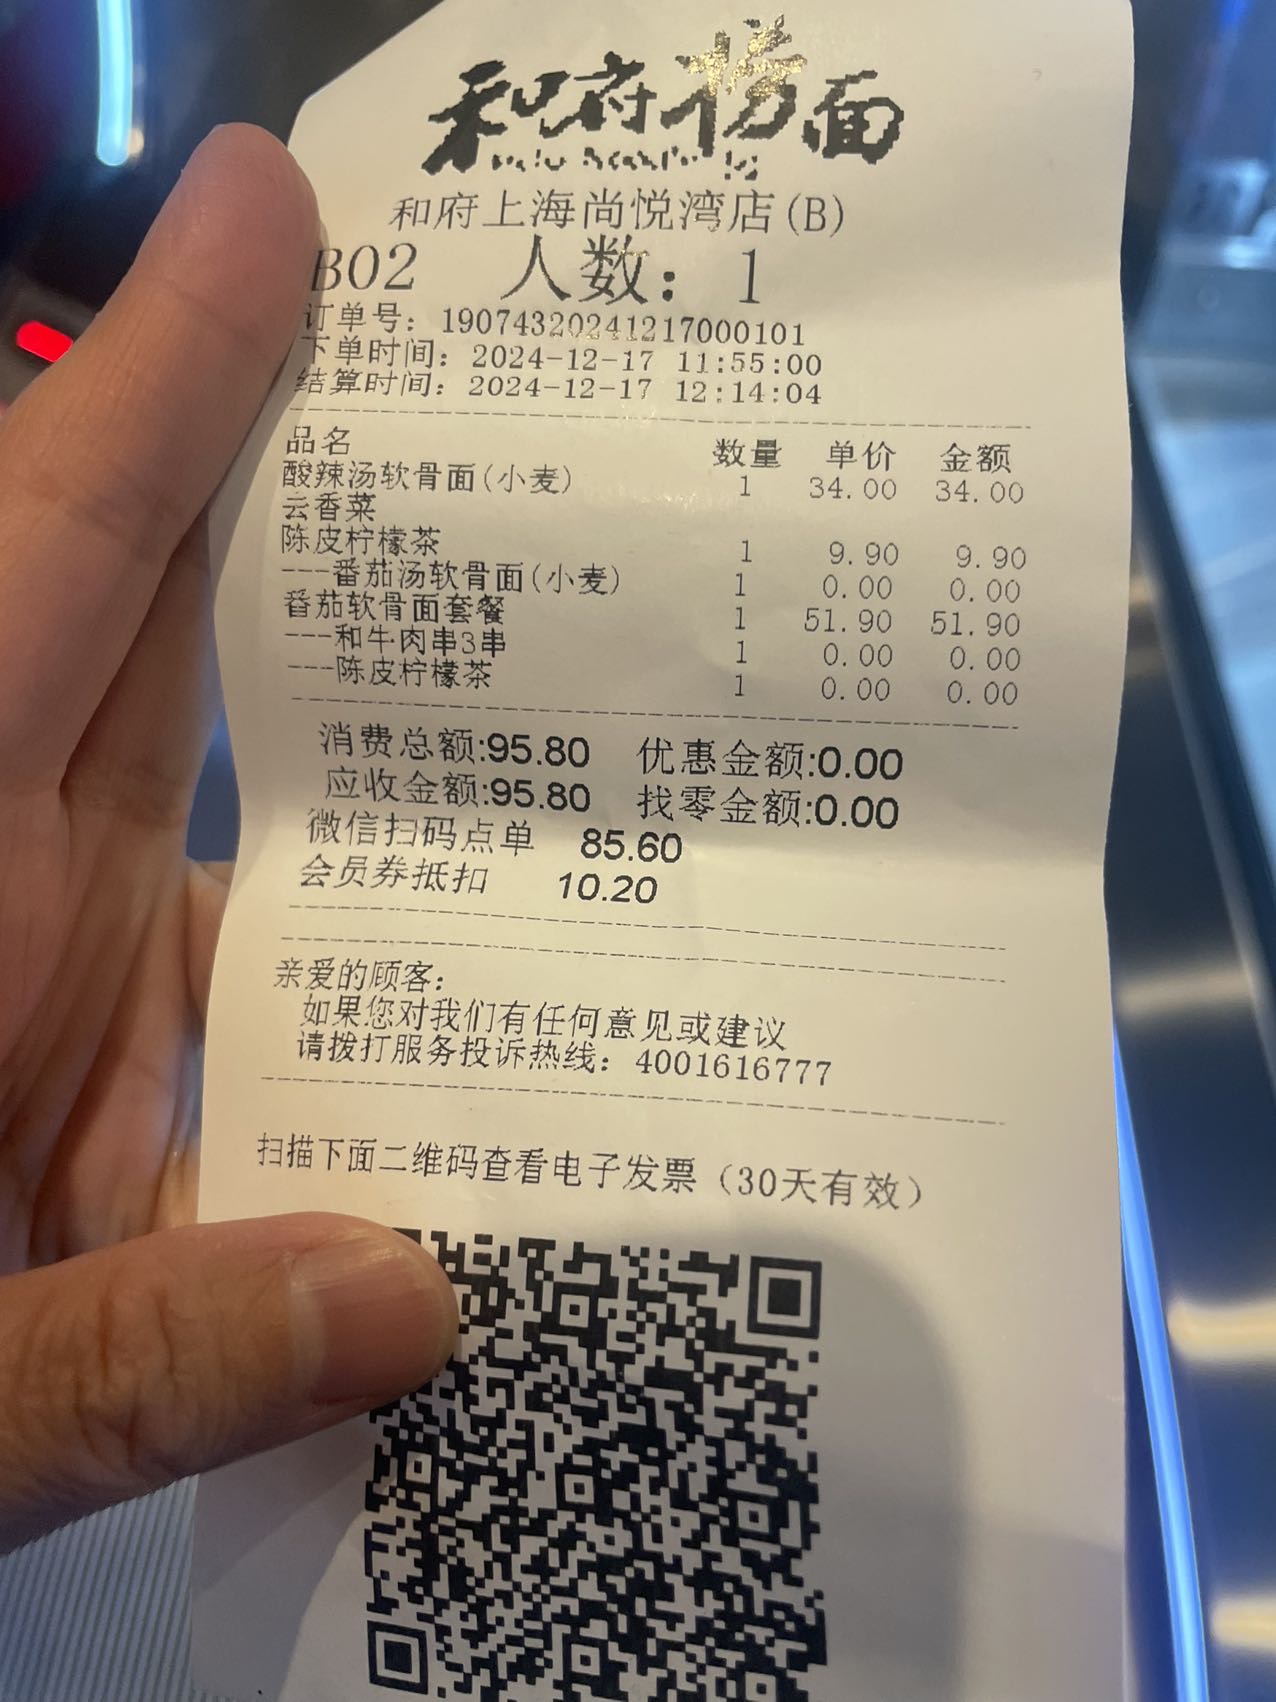 和府捞面
和府上海尚悦湾店(B)
B02 人数: 1
订单号: 19074320241217000101
下单时间: 2024-12-17 11:55:00
结算时间: 2024-12-17 12:14:04
品名 数量 单价 金额
酸辣汤软骨面(小麦) 1 34.00 34.00
云香菜
陈皮柠檬茶 1 9.90 9.90
---番茄汤软骨面(小麦) 1 0.00 0.00
番茄软骨面套餐 1 51.90 51.90
---和牛肉串3串 1 0.00 0.00
---陈皮柠檬茶 1 0.00 0.00
消费总额:95.80 优惠金额:0.00
应收金额:95.80 找零金额:0.00
微信扫码点单 85.60
会员券抵扣 10.20
亲爱的顾客:
如果您对我们有任何意见或建议
请拨打服务投诉热线: 4001616777
扫描下面二维码查看电子发票（30天有效）